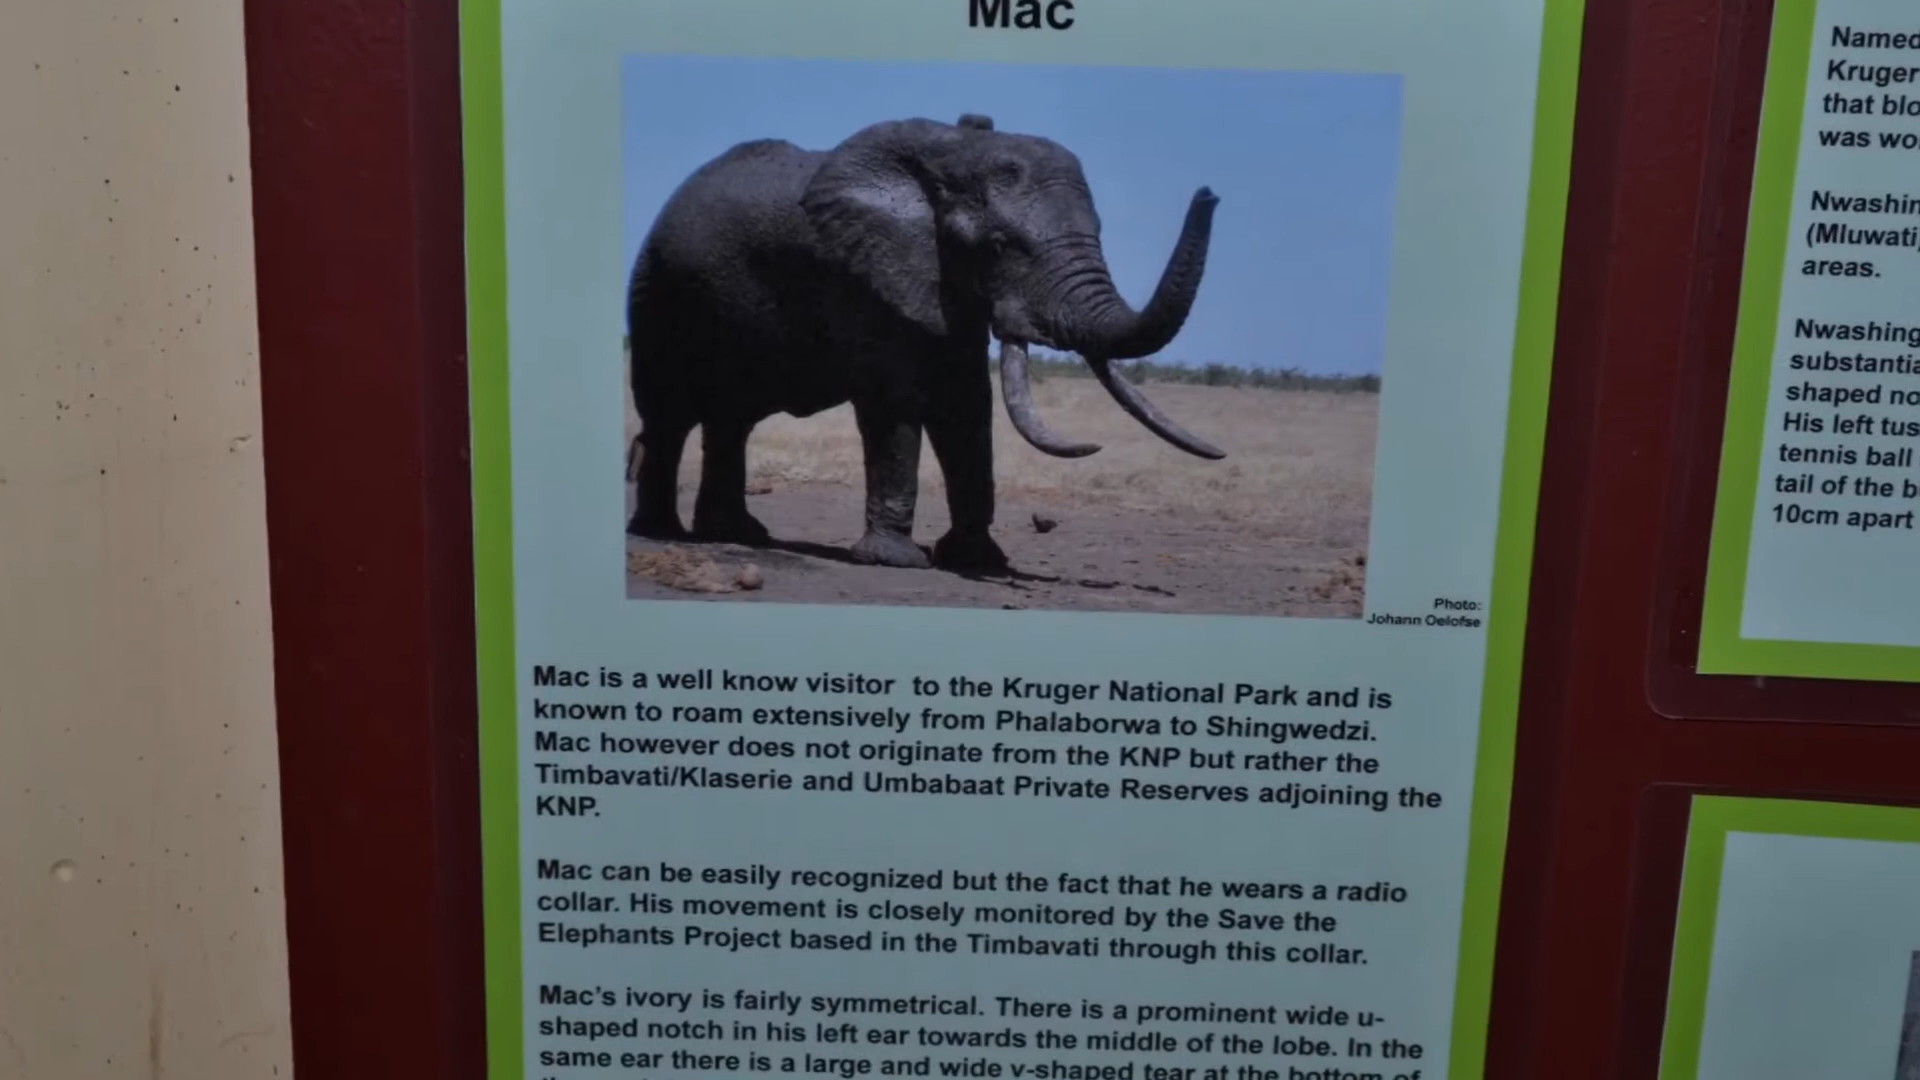 Mac
Photo:
Johann Oelofse
Mac is a well know visitor to the Kruger National Park and is
known to roam extensively from Phalaborwa to Shingwedzi.
Mac however does not originate from the KNP but rather the
Timbavati/Klaserie and Umbabaat Private Reserves adjoining the
KNP.
Mac can be easily recognized but the fact that he wears a radio
collar. His movement is closely monitored by the Save the
Elephants Project based in the Timbavati through this collar.
Mac's ivory is fairly symmetrical. There is a prominent wide u-
shaped notch in his left ear towards the middle of the lobe. In the
same ear there is a large and wide v-shaped tear at the bottom of
Named
Kruger
that
was
(Mluwati
areas.
shaped
His left
tennis ball
tail of the
10cm apart